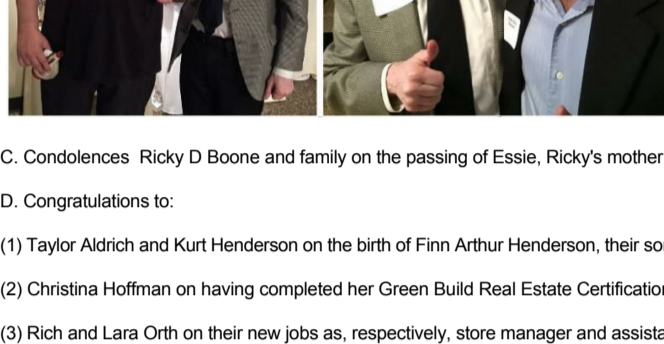 C. Condolences  Ricky D Boone and family on the passing of Essie, Ricky's mother
D. Congratulations to:
(1) Taylor Aldrich and Kurt Henderson on the birth of Finn Arthur Henderson, their so
(2) Christina Hoffman on having completed her Green Build Real Estate Certificatio
(3) Rich and Lara Orth on their new jobs as, respectively, store manager and assista